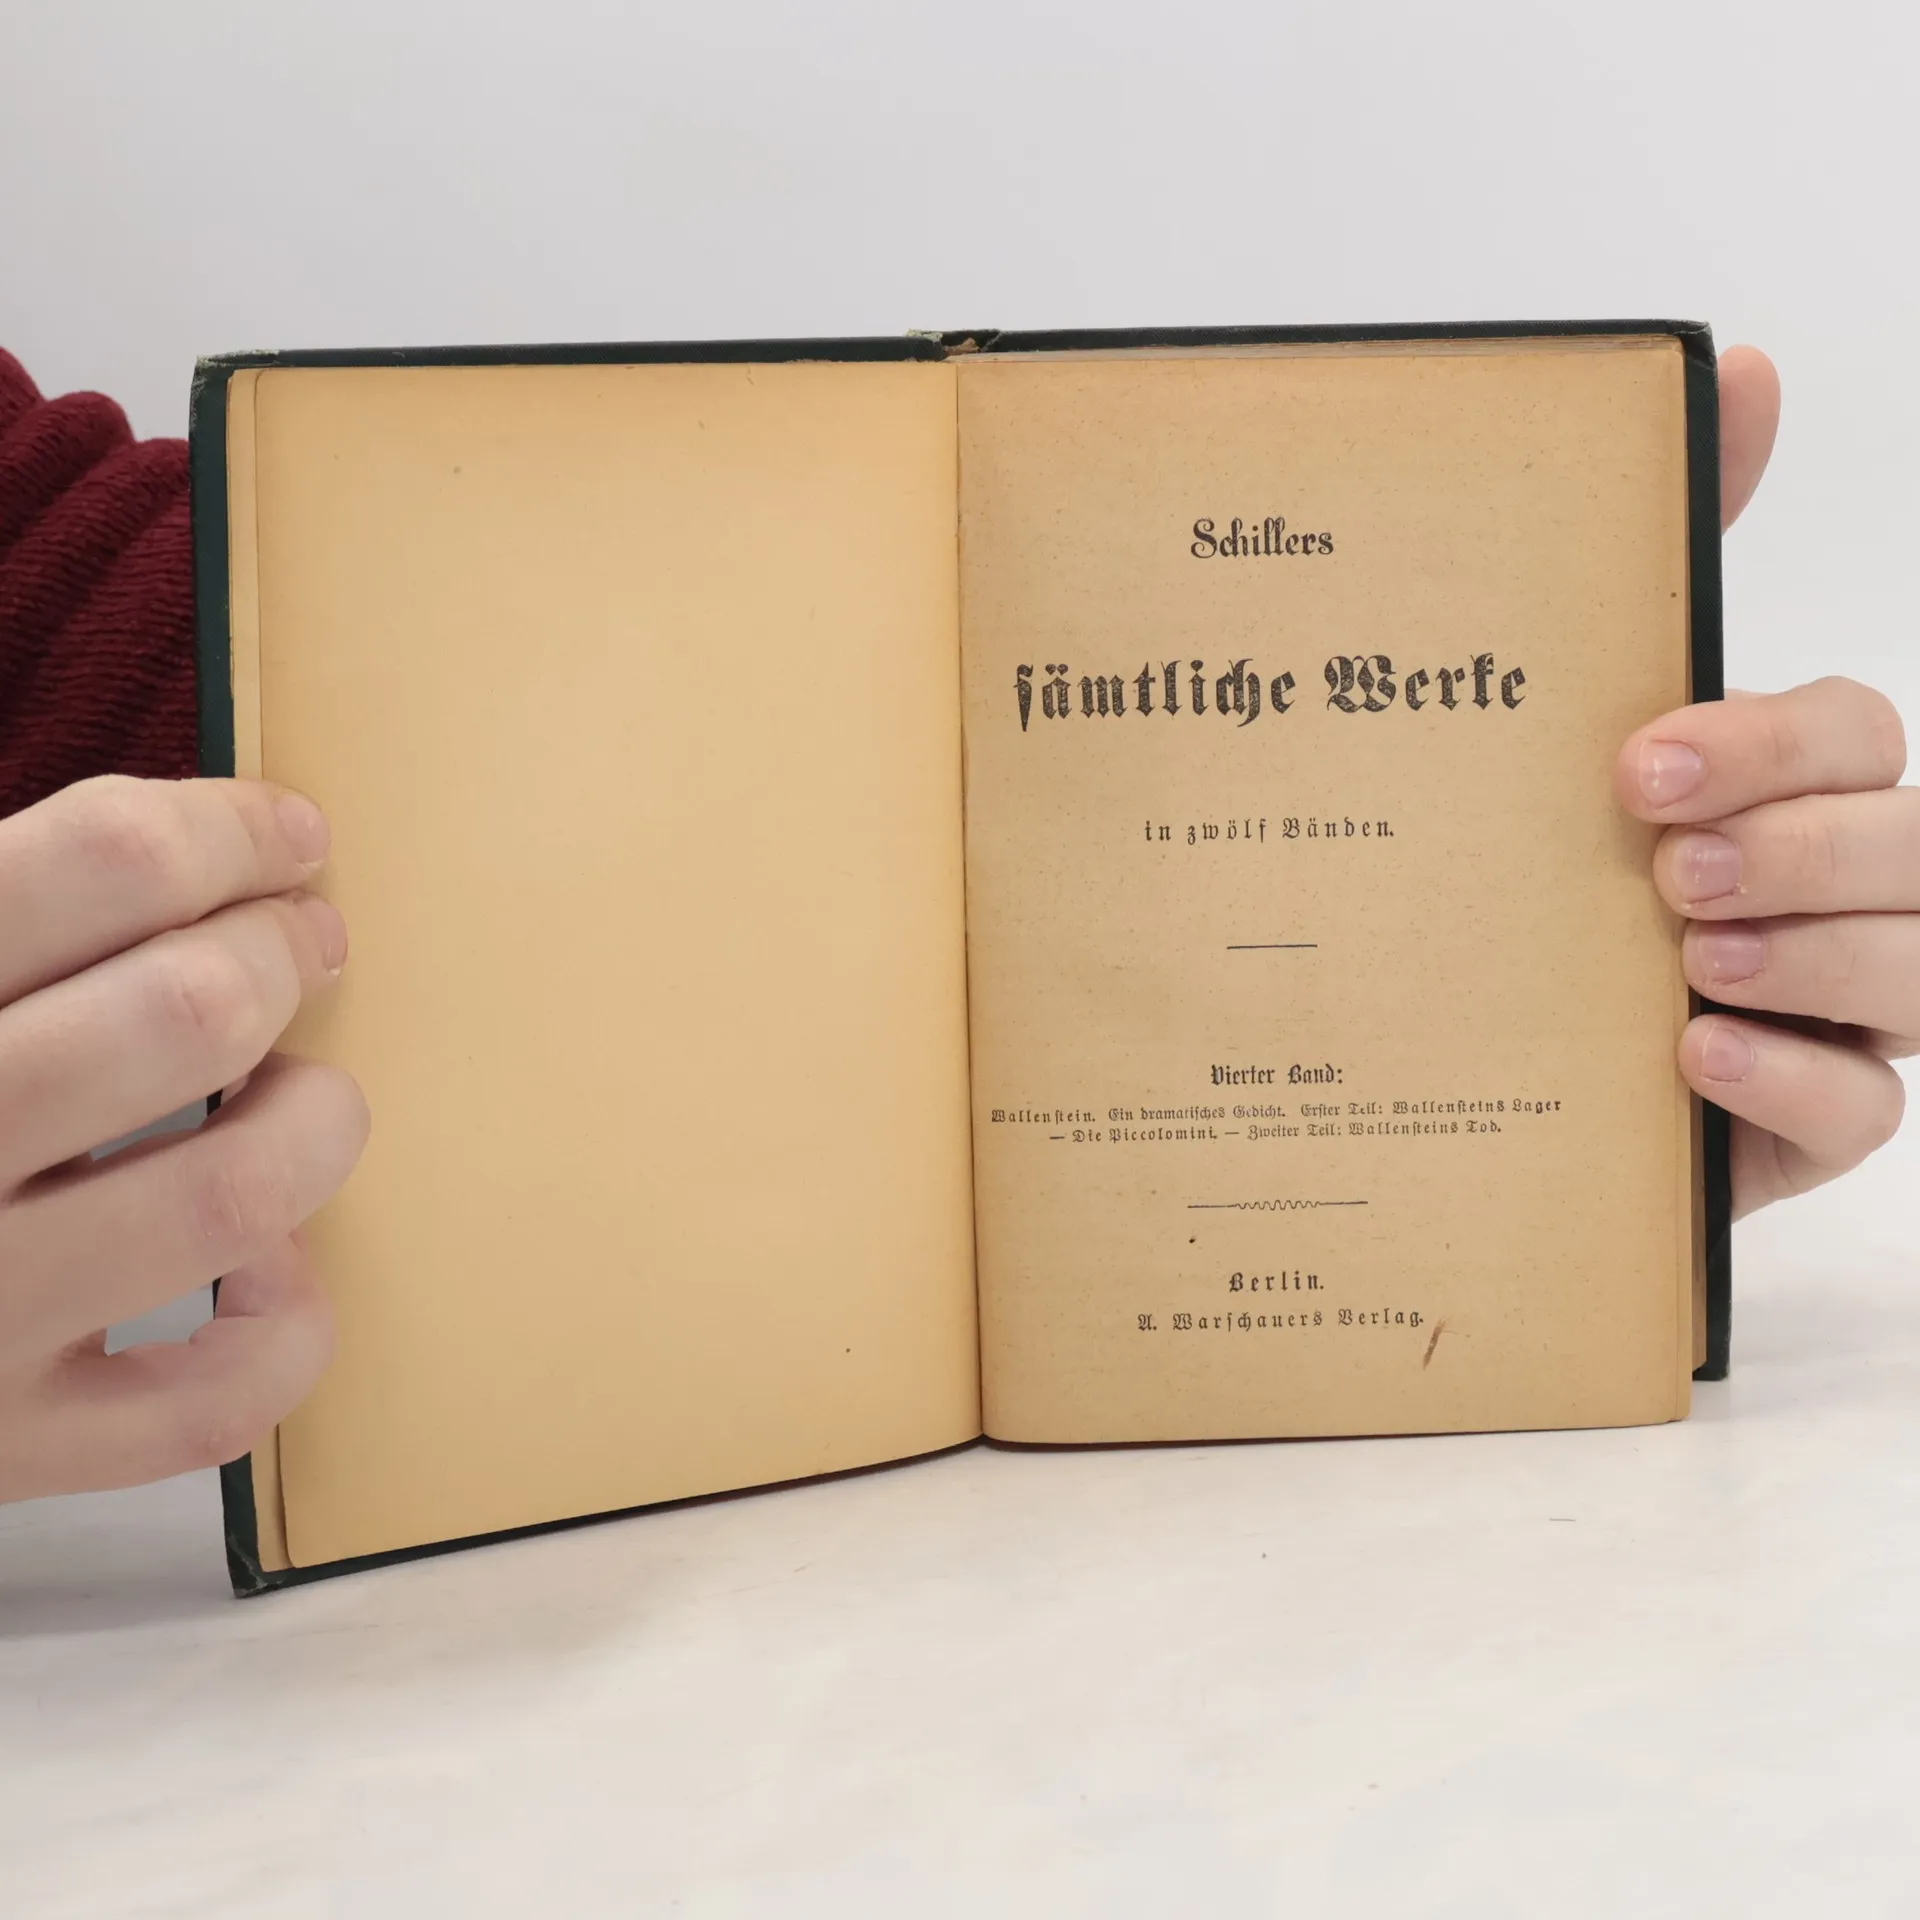 Schillers
sämtliche Werke
in zwölf Bänden.
Vierter Band:
Wallenstein. Ein dramatisches Gedicht. Erster Teil: Wallensteins Lager
— Die Piccolomini. — Zweiter Teil: Wallensteins Tod.
Berlin.
A. Warschauers Verlag.